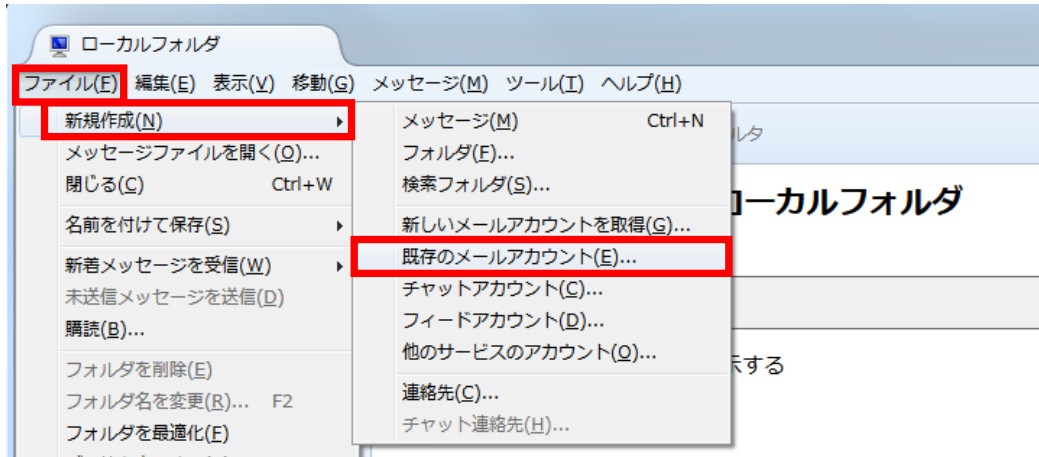 ローカルフォルダ
ファイル(F) 編集(E) 表示(V) 移動(G) メッセージ(M) ツール(T) ヘルプ(H)
新規作成(N)
メッセージファイルを開く(O)...
閉じる(C) Ctrl+W
名前を付けて保存(S)
新着メッセージを受信(W)
未送信メッセージを送信(D)
購読(B)...
フォルダを削除(E)
フォルダ名を変更(R)... F2
フォルダを最適化(F)
メッセージ(M) Ctrl+N
フォルダ(F)...
検索フォルダ(S)...
新しいメールアカウントを取得(G)...
既存のメールアカウント(E)...
チャットアカウント(C)...
フィードアカウント(D)...
他のサービスのアカウント(O)...
連絡先(C)...
チャット連絡先(H)...
ルタ
ーカルフォルダ
する